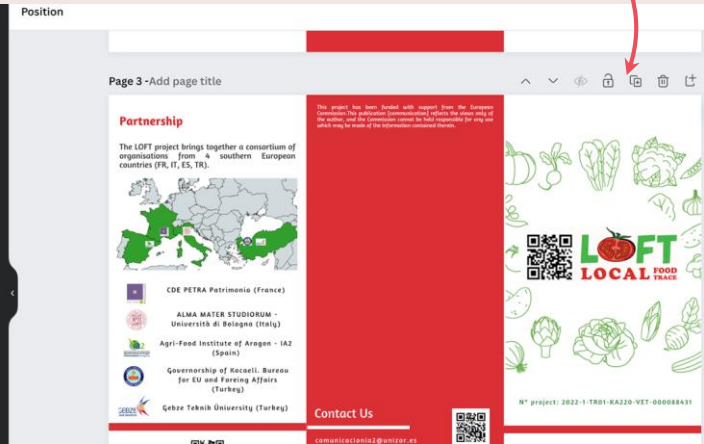 Position
Page 3 -Add page title
Partnership
The LOFT project brings together a consortium of
organisations from 4 southern European
countries (FR, IT, ES, TR).
CDE PETRA Patrimonia (France)
ALMA MATER STUDIORUM -
Università di Bologna (Italy)
Agri-Food Institute of Aragon - IA2
(Spain)
Governorship of Kocaeli. Bureau
for EU and Foreing Affairs
(Turkey)
GEBZE
Gebze Teknik Üniversity (Turkey)
This project has been funded with support from the European
Commission.This publication [communication] reflects the views only of
the author, and the Commission cannot be held responsible for any use
which may be made of the information contained therein.
Contact Us
comunicacionia2@unizar.es
LOFT
LOCAL FOOD
TRACE
N° project: 2022-1-TR01-KA220-VET-000088431